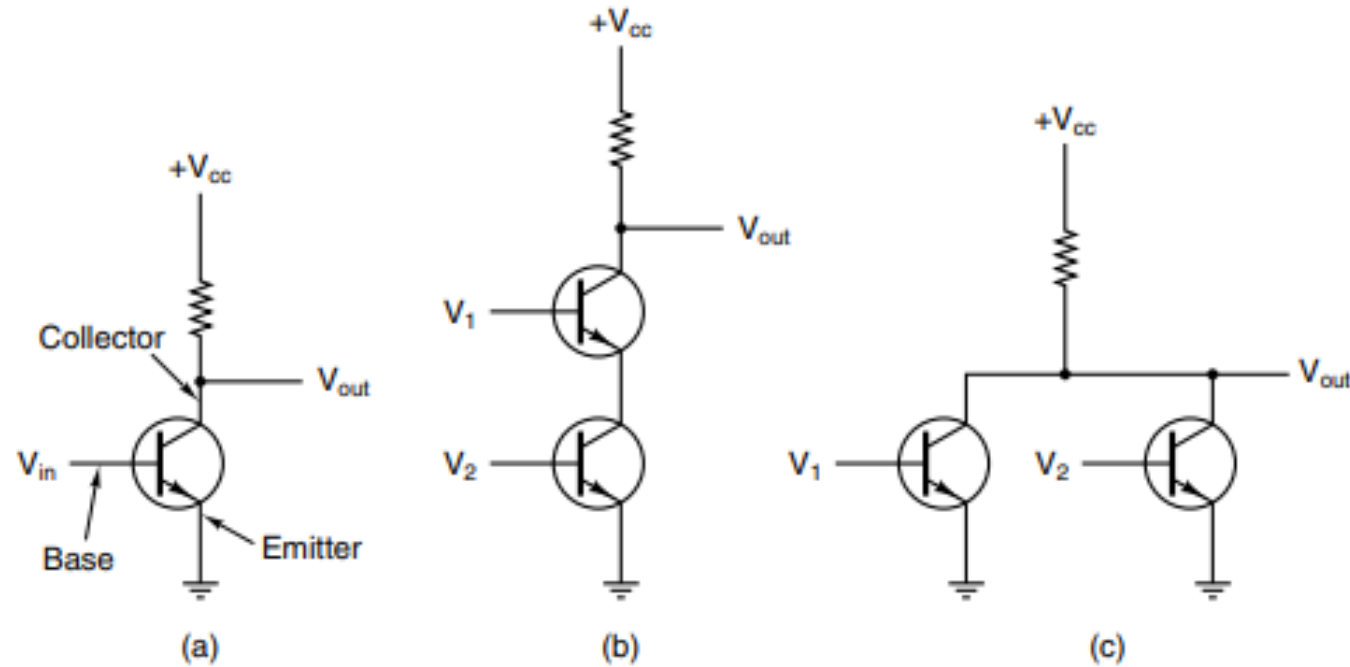 +Vcc
Collector
Vout
Vin
Base
Emitter
(a)
+Vcc
Vout
V1
V2
(b)
+Vcc
Vout
V1
V2
(c)